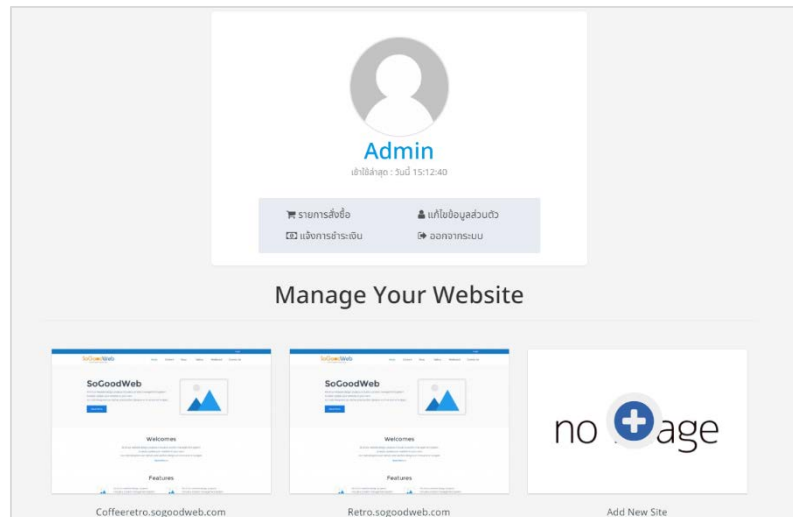 Admin
เข้าใช้ล่าสุด : วันนี้ 15:12:40
รายการสั่งซื้อ
แก้ไขข้อมูลส่วนตัว
แจ้งการชำระเงิน
ออกจากระบบ
Manage Your Website
SoGoodWeb
SoGoodWeb
Welcomes
Features
SoGoodWeb
SoGoodWeb
Welcomes
Features
no age
Coffeeretro.sogoodweb.com
Retro.sogoodweb.com
Add New Site